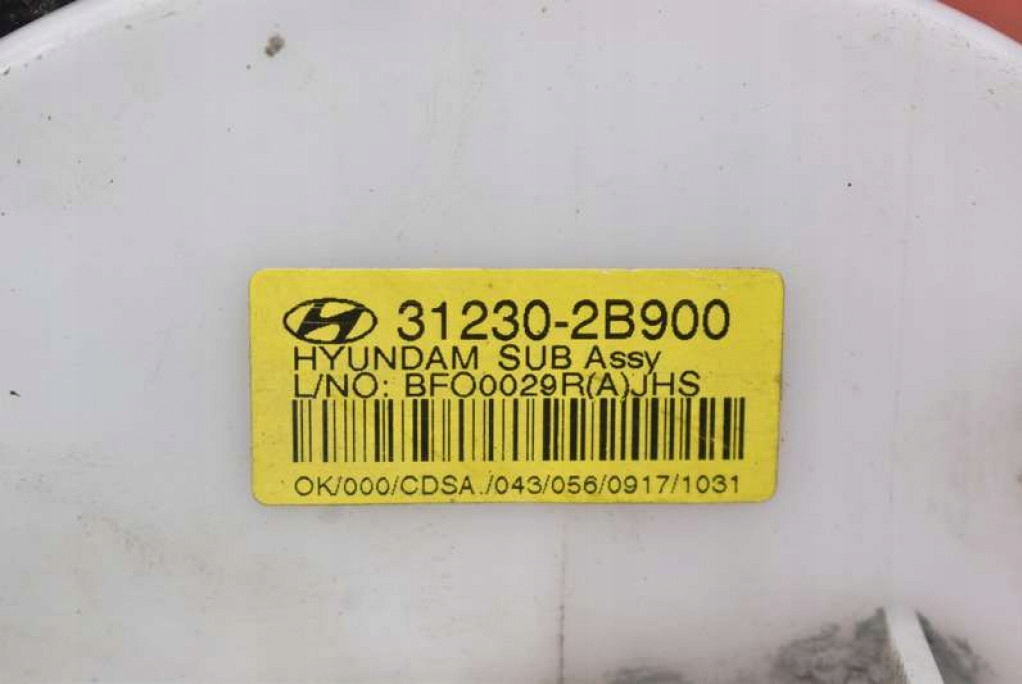 31230-2B900
HYUNDAM SUB Assy
L/NO: BFO0029R(A)JHS
OK/000/CDSA./043/056/0917/1031